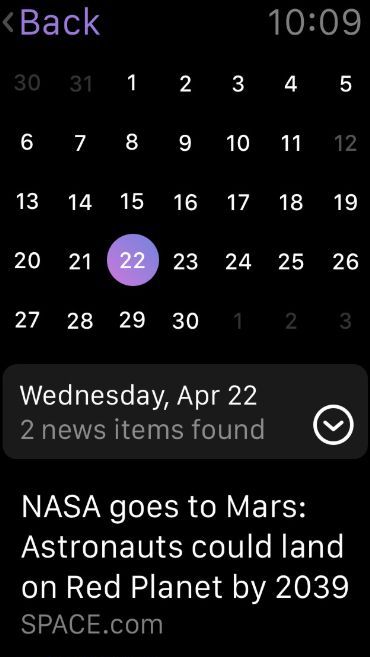 Back 10:09
30 31 1 2 3 4 5
6 7 8 9 10 11 12
13 14 15 16 17 18 19
20 21 22 23 24 25 26
27 28 29 30 1 2 3
Wednesday, Apr 22
2 news items found
NASA goes to Mars:
Astronauts could land
on Red Planet by 2039
SPACE.com